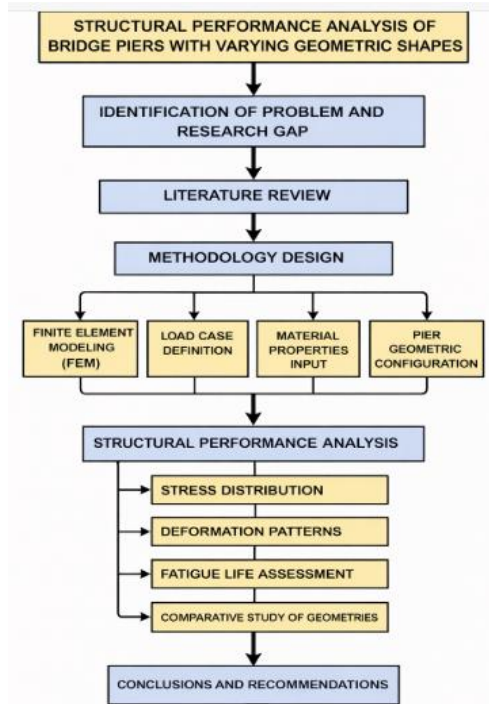 STRUCTURAL PERFORMANCE ANALYSIS OF
BRIDGE PIERS WITH VARYING GEOMETRIC SHAPES
IDENTIFICATION OF PROBLEM AND
RESEARCH GAP
LITERATURE REVIEW
METHODOLOGY DESIGN
FINITE ELEMENT
MODELING
(FEM)
LOAD CASE
DEFINITION
MATERIAL
PROPERTIES
INPUT
PIER
GEOMETRIC
CONFIGURATION
STRUCTURAL PERFORMANCE ANALYSIS
STRESS DISTRIBUTION
DEFORMATION PATTERNS
FATIGUE LIFE ASSESSMENT
COMPARATIVE STUDY OF GEOMETRIES
CONCLUSIONS AND RECOMMENDATIONS